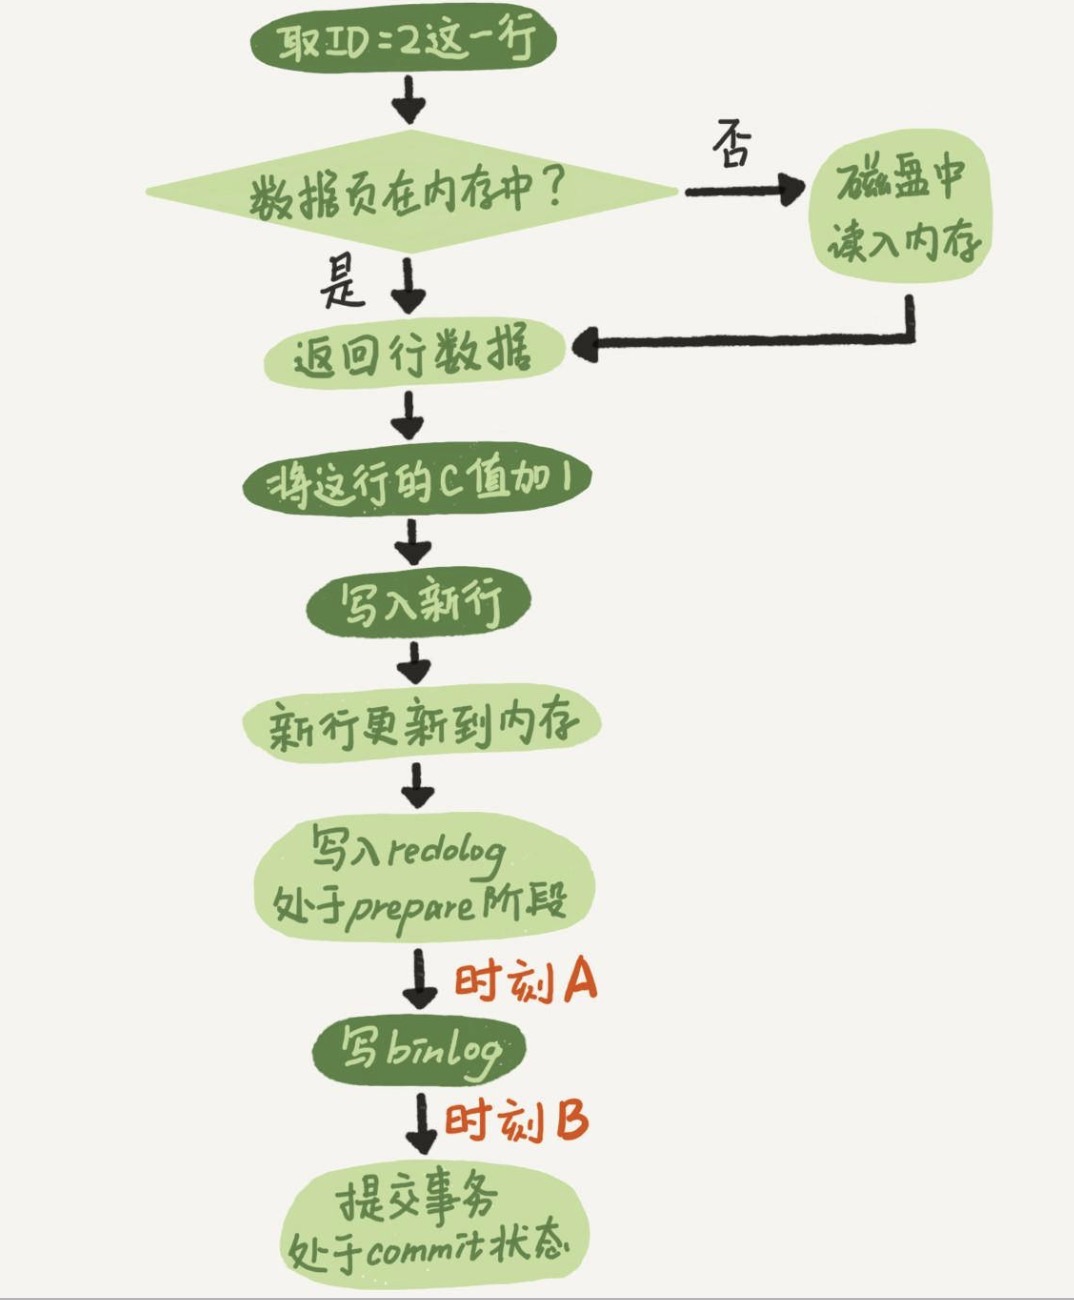 取ID=2这一行
数据页在内存中?
否
磁盘中
读入内存
是
返回行数据
将这行的C值加1
写入新行
新行更新到内存
写入redolog
处于prepare阶段
时刻A
写binlog
时刻B
提交事务
处于commit状态